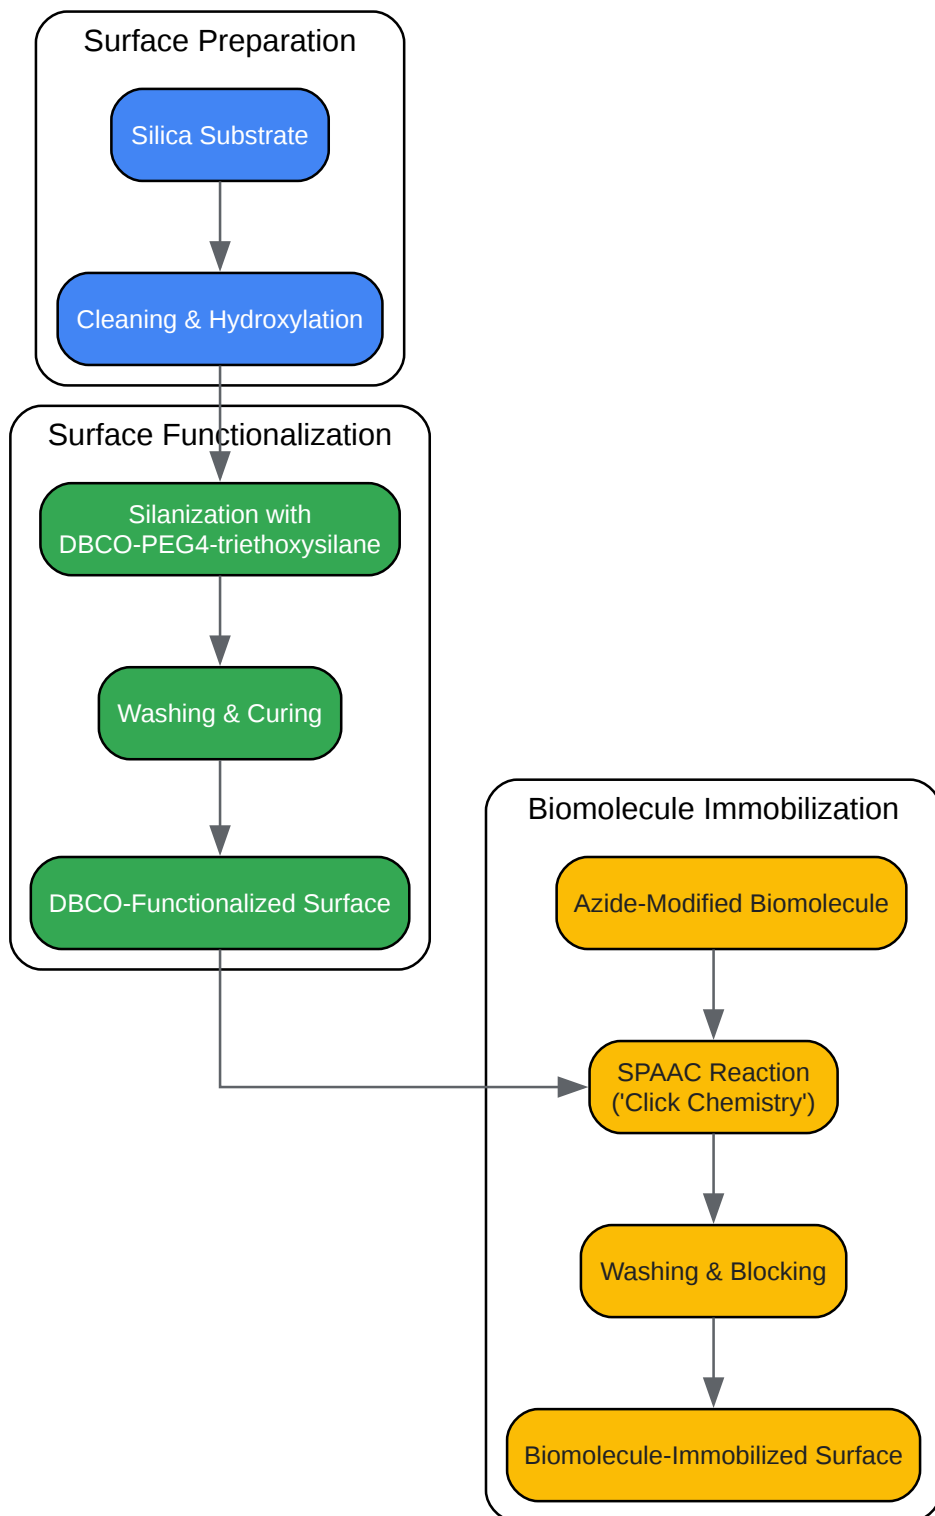 Surface Preparation
Silica Substrate
Cleaning & Hydroxylation
Surface Functionalization
Silanization with
DBCO-PEG4-triethoxysilane
Washing & Curing
DBCO-Functionalized Surface
Biomolecule Immobilization
Azide-Modified Biomolecule
SPAAC Reaction
('Click Chemistry')
Washing & Blocking
Biomolecule-Immobilized Surface